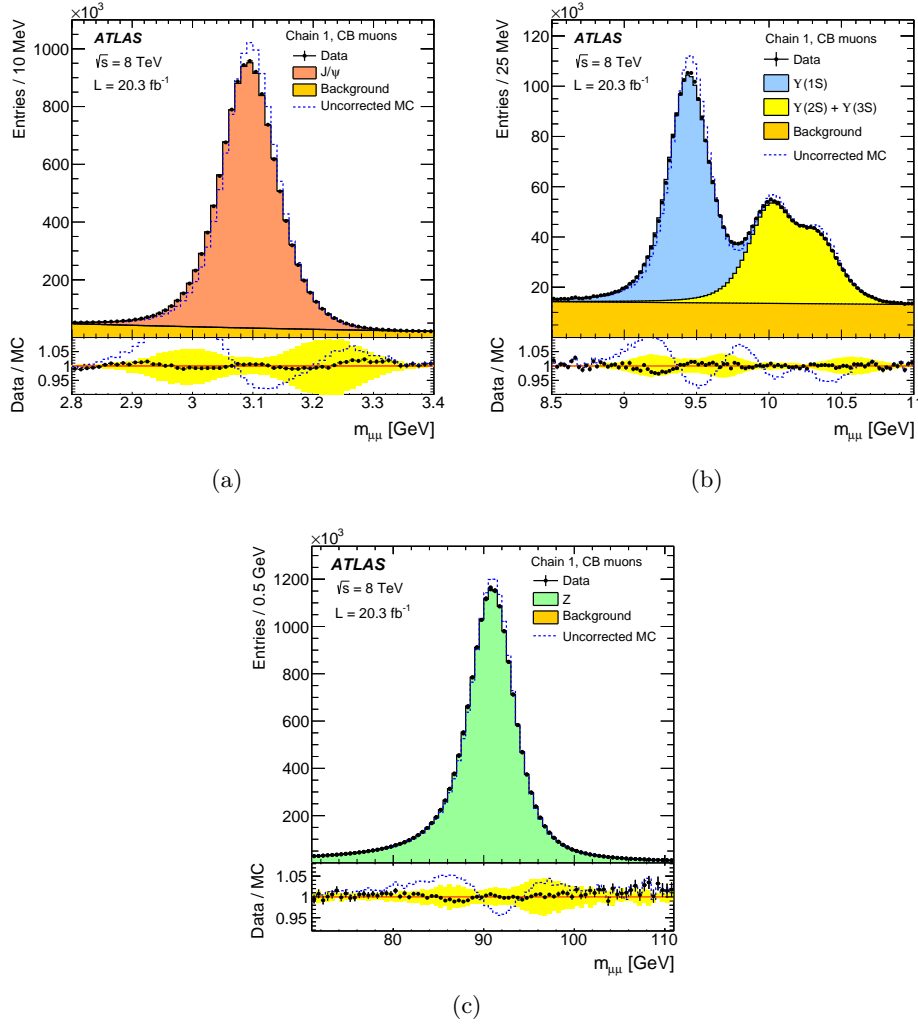 ×10³
Entries / 10 MeV
1000
800
600
400
200
ATLAS
√s = 8 TeV
L = 20.3 fb⁻¹
Chain 1, CB muons
Data
J/ψ
Background
Uncorrected MC
Data / MC
1.05
1
0.95
2.8 2.9 3 3.1 3.2 3.3 3.4
m_μμ [GeV]
(a)
×10³
Entries / 25 MeV
120
100
80
60
40
20
ATLAS
√s = 8 TeV
L = 20.3 fb⁻¹
Chain 1, CB muons
Data
ϒ(1S)
ϒ(2S) + ϒ(3S)
Background
Uncorrected MC
Data / MC
1.05
1
0.95
8.5 9 9.5 10 10.5 11
m_μμ [GeV]
(b)
×10³
Entries / 0.5 GeV
1200
1000
800
600
400
200
ATLAS
√s = 8 TeV
L = 20.3 fb⁻¹
Chain 1, CB muons
Data
Z
Background
Uncorrected MC
Data / MC
1.05
1
0.95
80 90 100 110
m_μμ [GeV]
(c)